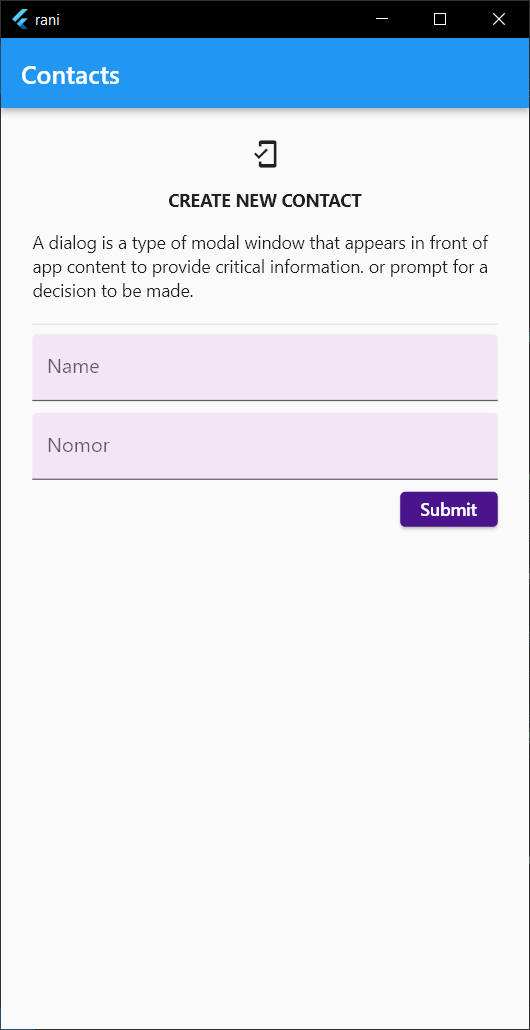 rani
Contacts
CREATE NEW CONTACT
A dialog is a type of modal window that appears in front of
app content to provide critical information. or prompt for a
decision to be made.
Name
Nomor
Submit